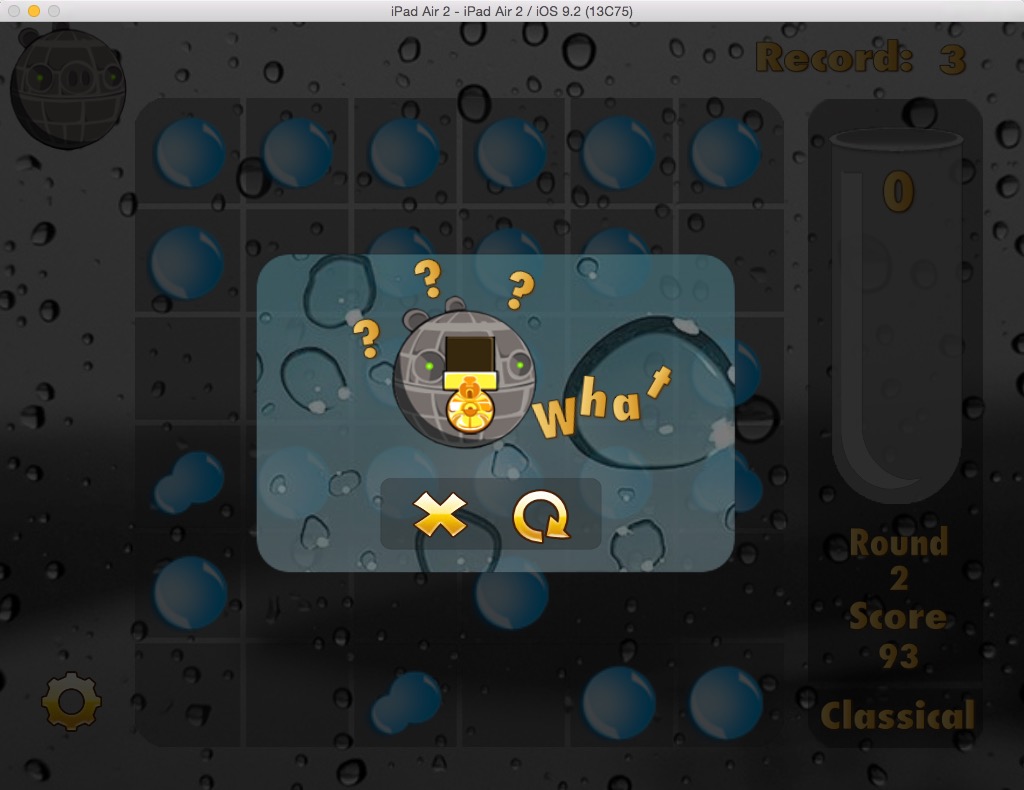 iPad Air 2 - iPad Air 2 / iOS 9.2 (13C75)
Record: 3
0
? ? ?
What
Round
2
Score
93
Classical